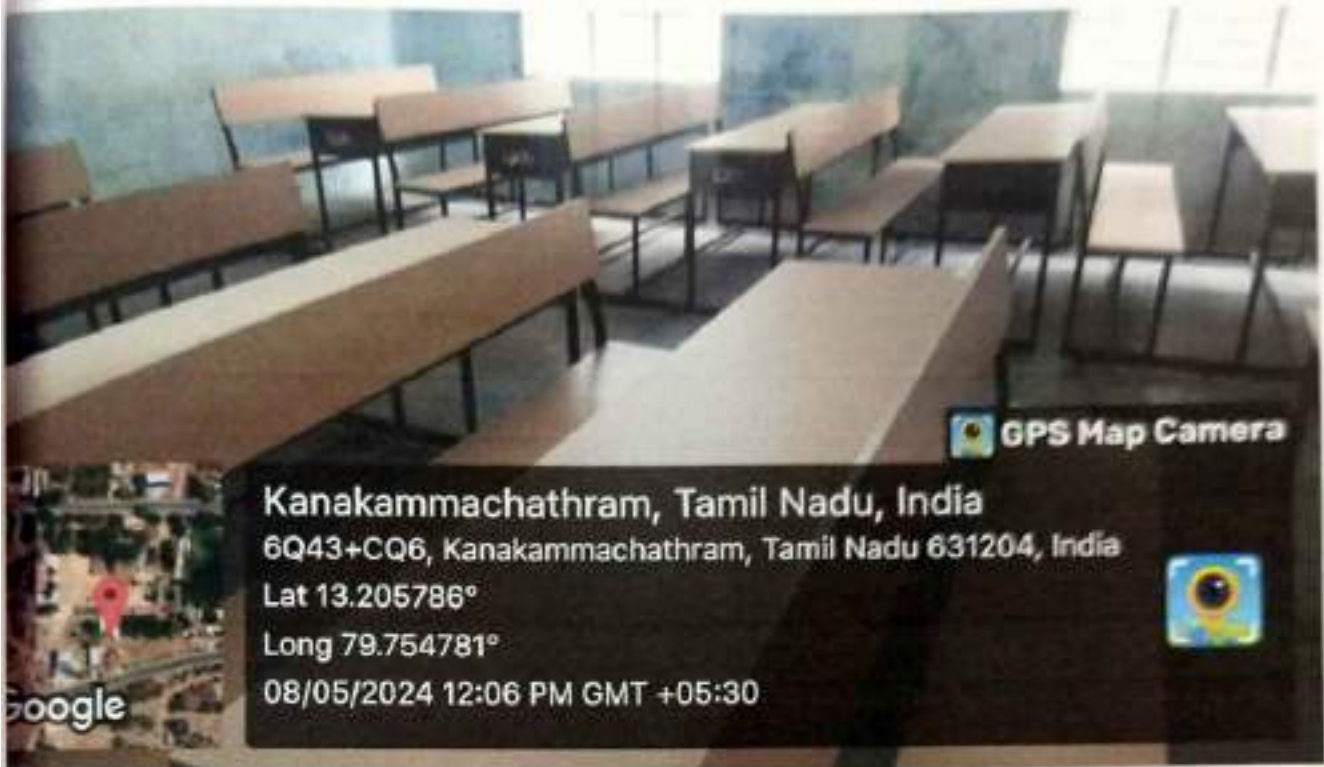 GPS Map Camera
Kanakammachathram, Tamil Nadu, India
6Q43+CQ6, Kanakammachathram, Tamil Nadu 631204, India
Lat 13.205786°
Long 79.754781°
08/05/2024 12:06 PM GMT +05:30
Google